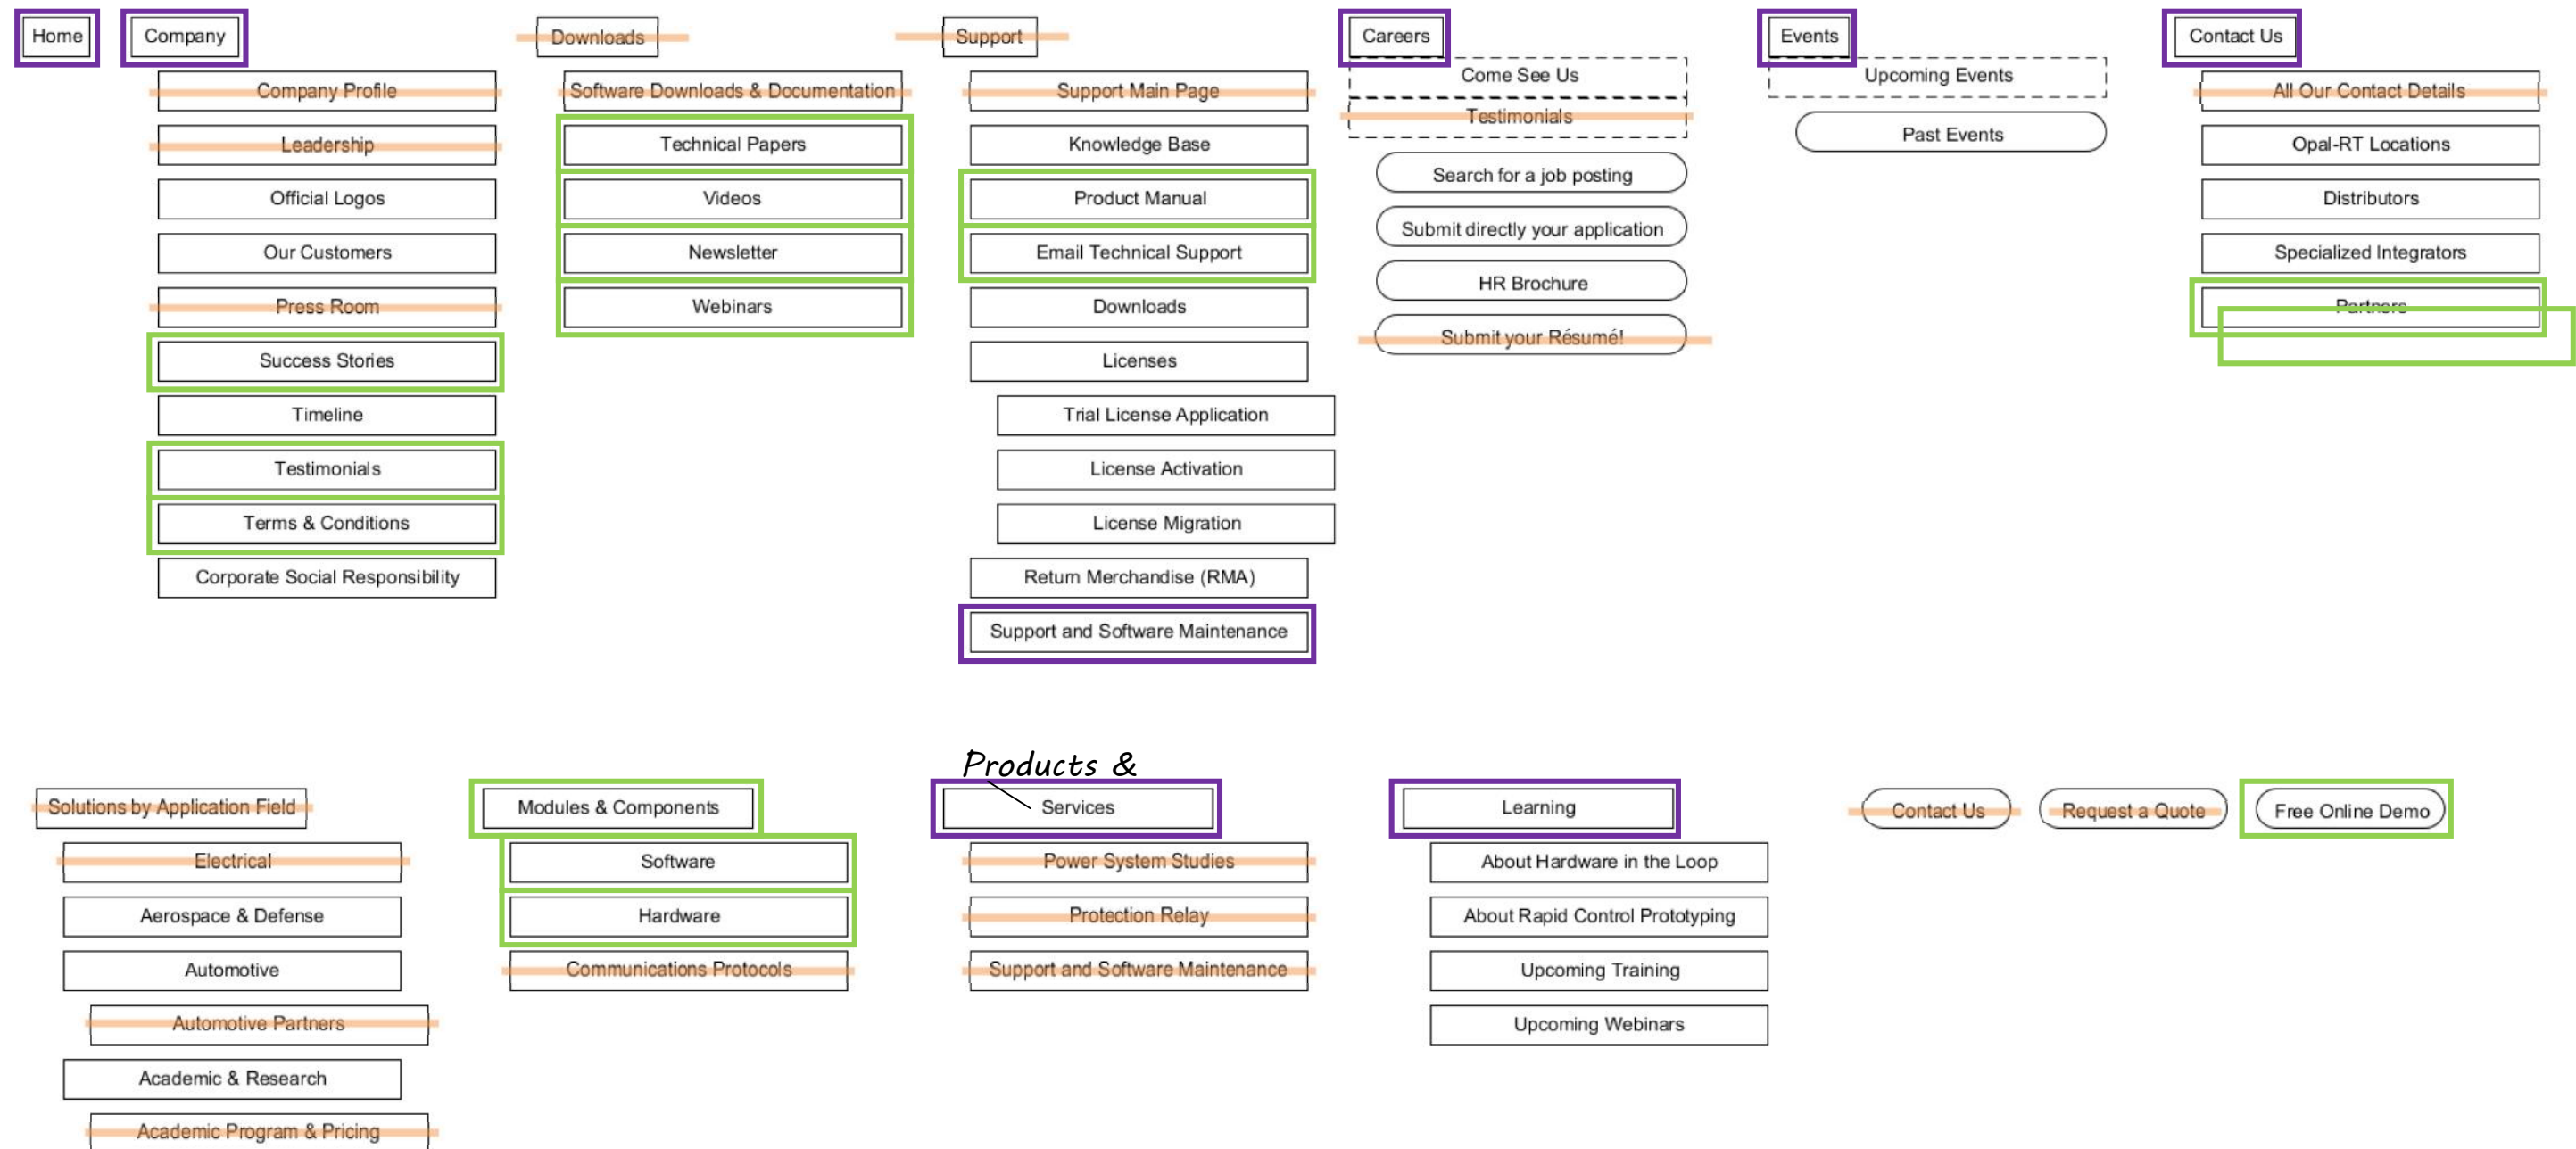 Home
Company
Company Profile
Leadership
Official Logos
Our Customers
Press Room
Success Stories
Timeline
Testimonials
Terms & Conditions
Corporate Social Responsibility
Downloads
Software Downloads & Documentation
Technical Papers
Videos
Newsletter
Webinars
Support
Support Main Page
Knowledge Base
Product Manual
Email Technical Support
Downloads
Licenses
Trial License Application
License Activation
License Migration
Return Merchandise (RMA)
Support and Software Maintenance
Careers
Come See Us
Testimonials
Search for a job posting
Submit directly your application
HR Brochure
Submit your Résumé!
Events
Upcoming Events
Past Events
Contact Us
All Our Contact Details
Opal-RT Locations
Distributors
Specialized Integrators
Partners
Solutions by Application Field
Electrical
Aerospace & Defense
Automotive
Automotive Partners
Academic & Research
Academic Program & Pricing
Modules & Components
Software
Hardware
Communications Protocols
Products &
Services
Power System Studies
Protection Relay
Support and Software Maintenance
Learning
About Hardware in the Loop
About Rapid Control Prototyping
Upcoming Training
Upcoming Webinars
Contact Us
Request a Quote
Free Online Demo